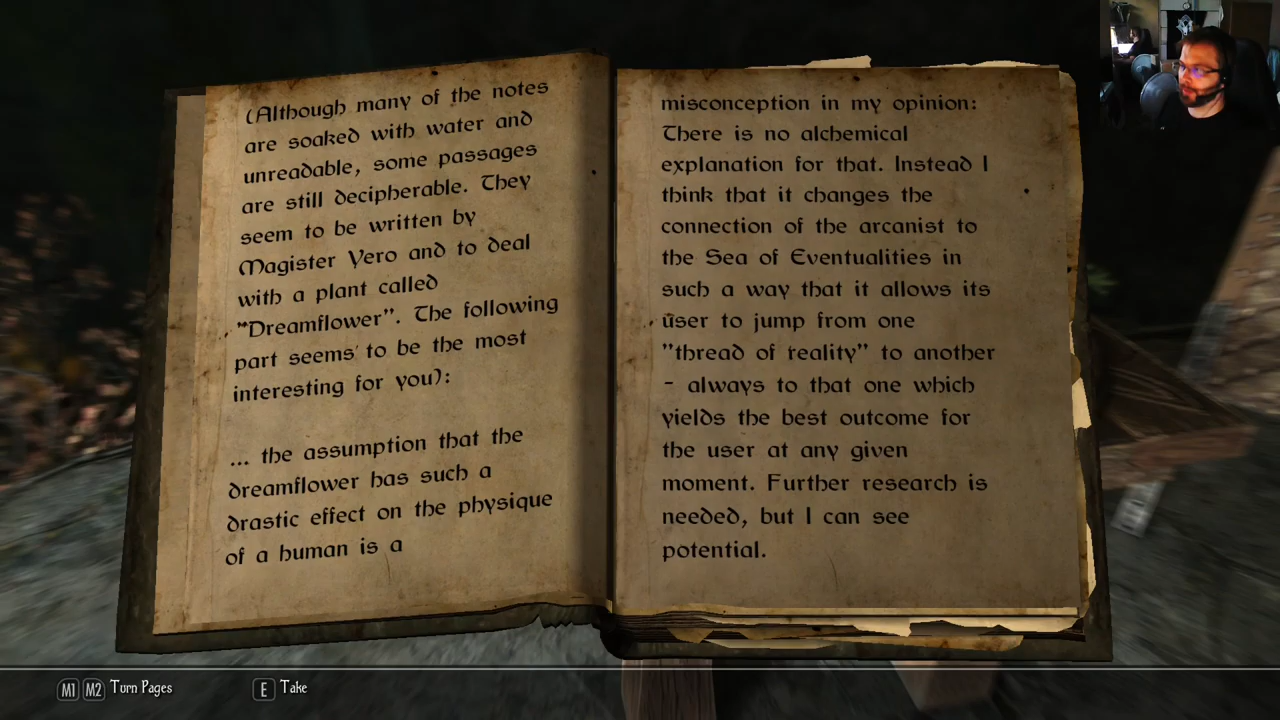 (Although many of the notes
are soaked with water and
unreadable, some passages
are still decipherable. They
seem to be written by
Magister Yero and to deal
with a plant called
""Dreamflower". The following
part seems to be the most
interesting for you):
... the assumption that the
dreamflower has such a
drastic effect on the physique
of a human is a
misconception in my opinion:
There is no alchemical
explanation for that. Instead I
think that it changes the
connection of the arcanist to
the Sea of Eventualities in
such a way that it allows its
user to jump from one
"thread of reality" to another
- always to that one which
yields the best outcome for
the user at any given
moment. Further research is
needed, but I can see
potential.
M1 M2 Turn Pages E Take